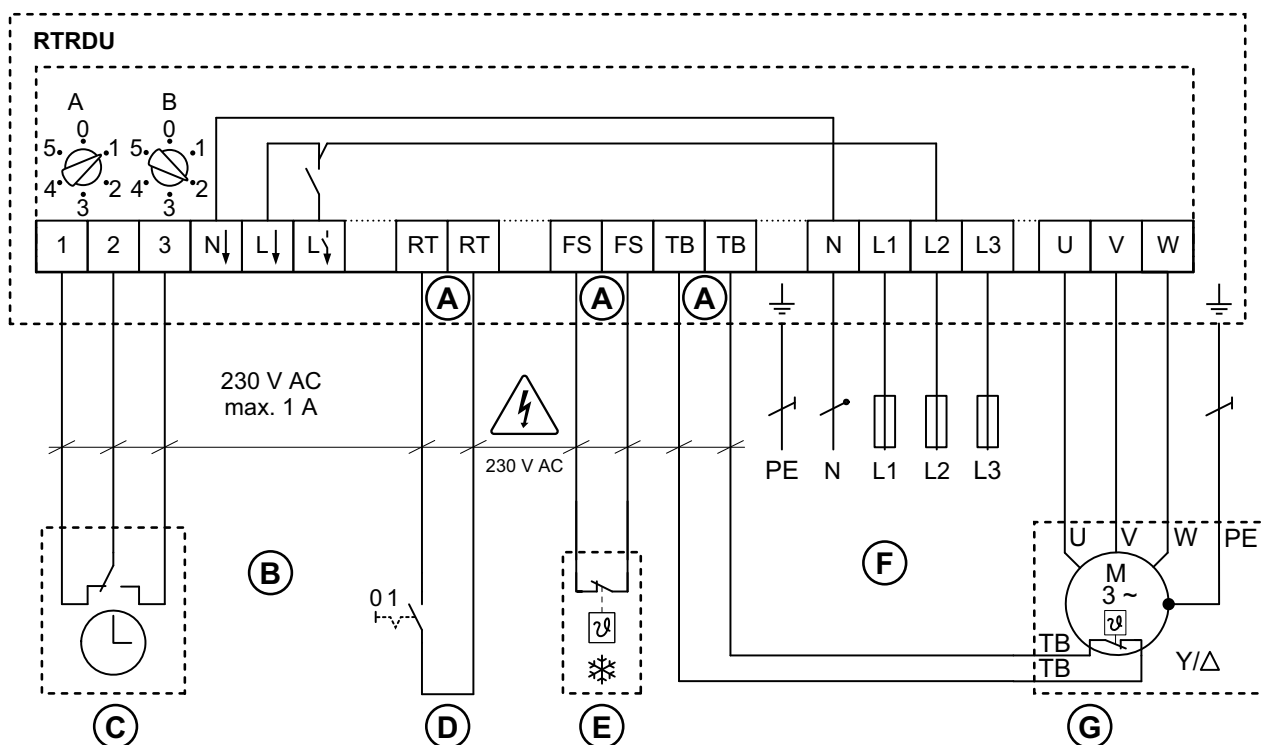 RTRDU
A B
0 0
5 1 5 1
4 2 4 2
3 3
1 2 3 N L L RT RT FS FS TB TB N L1 L2 L3 U V W
A A A
230 V AC
max. 1 A
230 V AC
PE N L1 L2 L3
U V W PE
B F
M
3 ~
0 1
ϑ ϑ
TB
TB
Y/△
C D E G